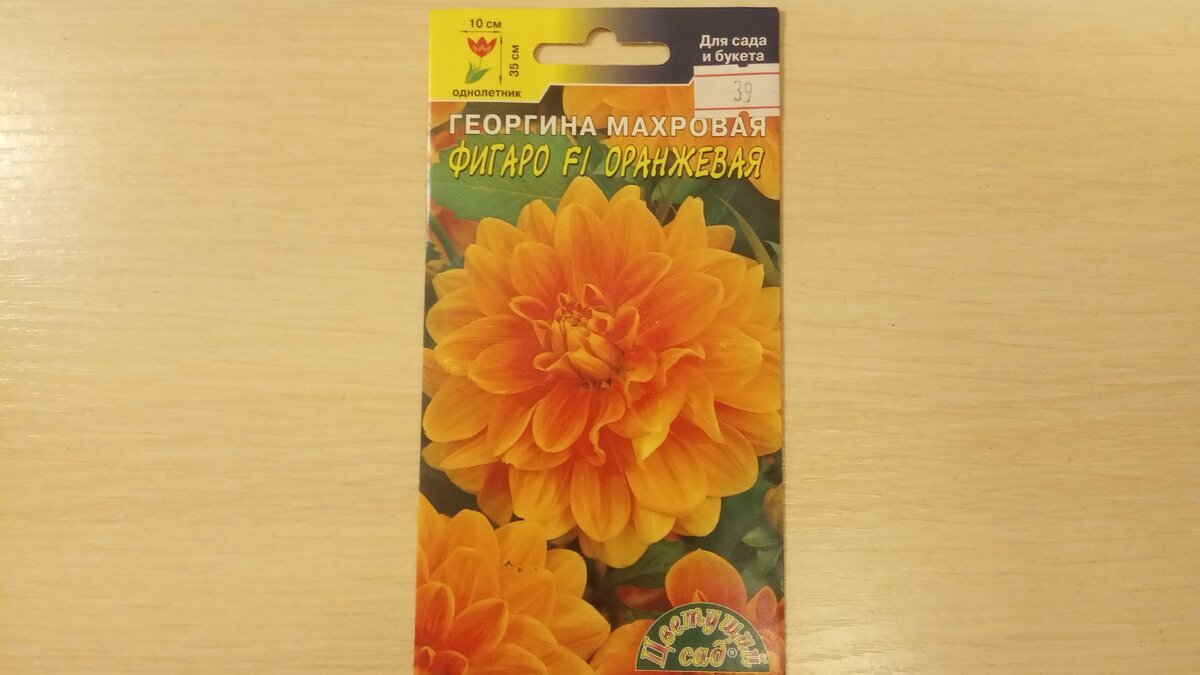 10 см
35 см
однолетник
Для сада
и букета
39
ГЕОРГИНА МАХРОВАЯ
ФИГАРО F1 ОРАНЖЕВАЯ
Цветущий
сад®